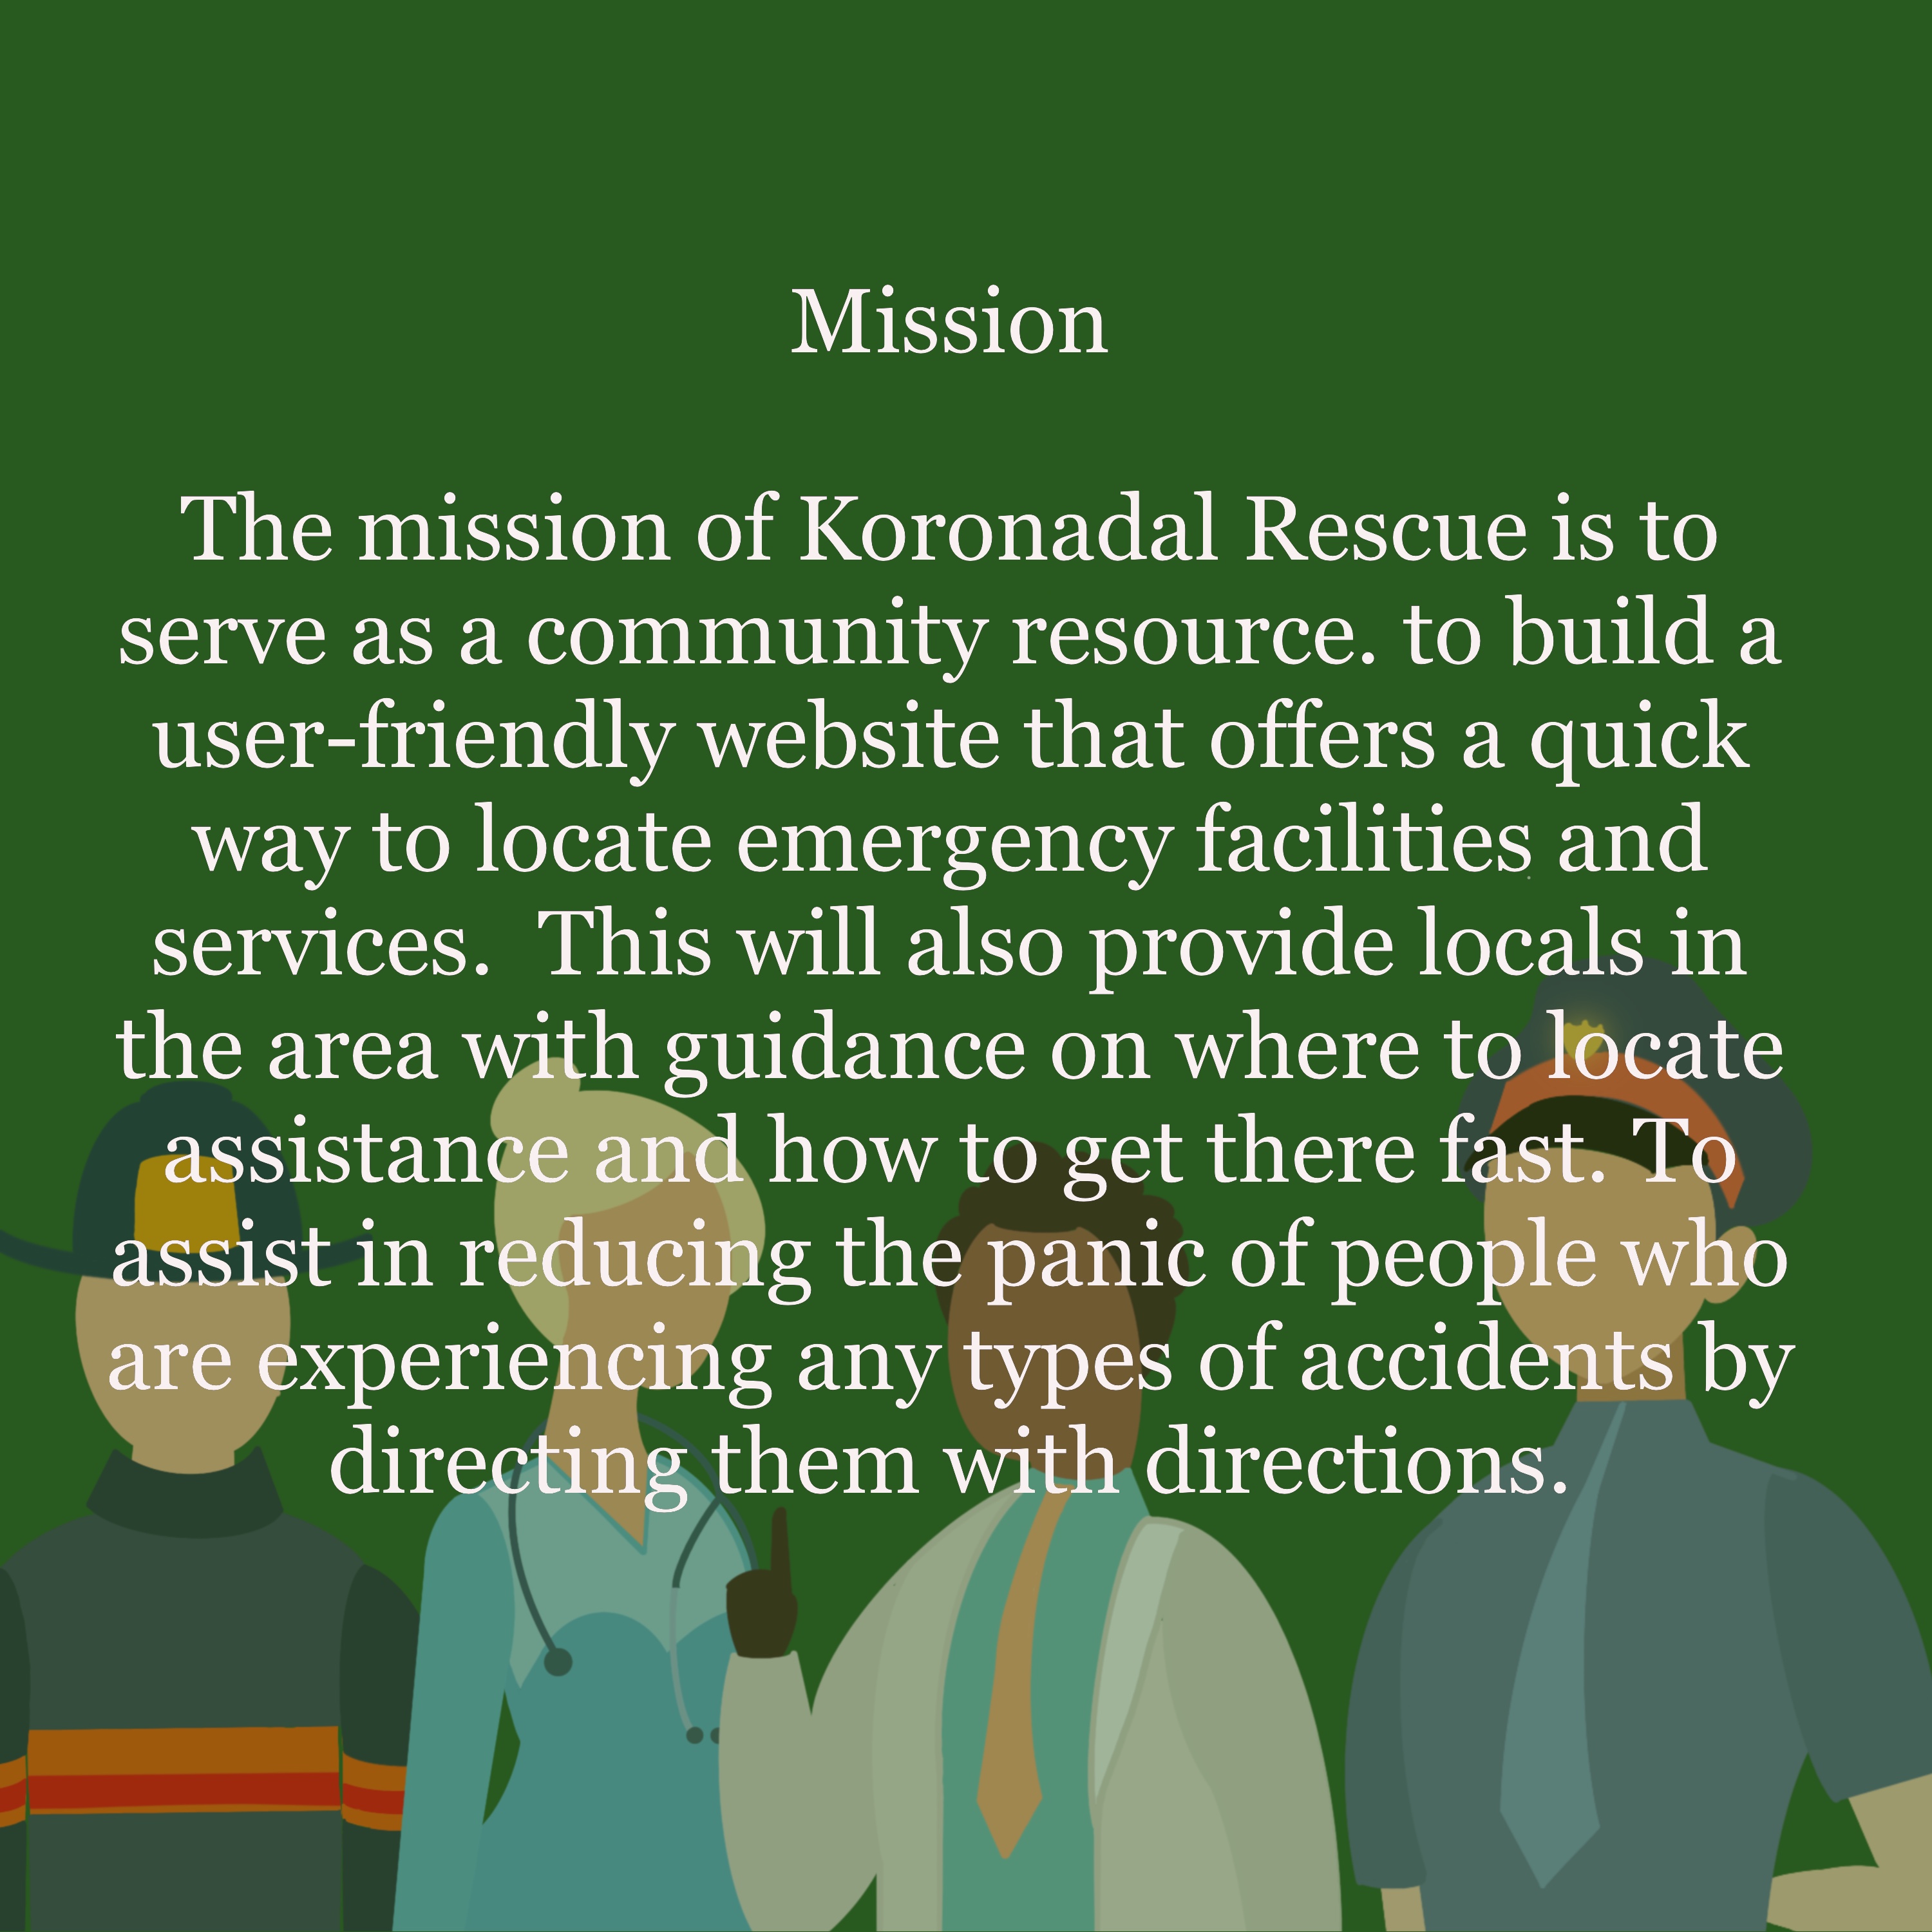 Mission
The mission of Koronadal Rescue is to
serve as a community resource. to build a
user-friendly website that offers a quick
way to locate emergency facilities and
services.  This will also provide locals in
the area with guidance on where to locate
assistance and how to get there fast. To
assist in reducing the panic of people who
are experiencing any types of accidents by
directing them with directions.